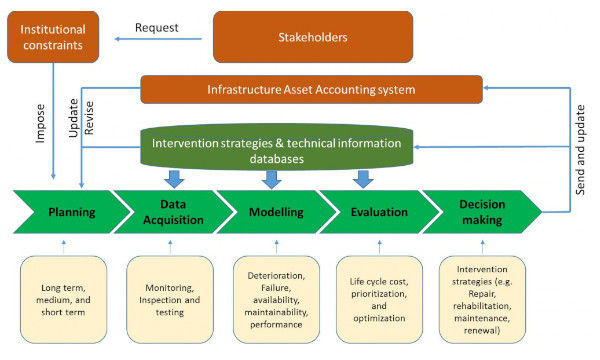 Institutional
constraints
Request
Stakeholders
Infrastructure Asset Accounting system
Impose
Update
Revise
Intervention strategies & technical information
databases
Send and update
Planning
Data
Acquisition
Modelling
Evaluation
Decision
making
Long term,
medium, and
short term
Monitoring,
Inspection and
testing
Deterioration,
Failure,
availability,
maintainability,
performance
Life cycle cost,
prioritization,
and
optimization
Intervention
strategies (e.g.
Repair,
rehabilitation,
maintenance,
renewal)